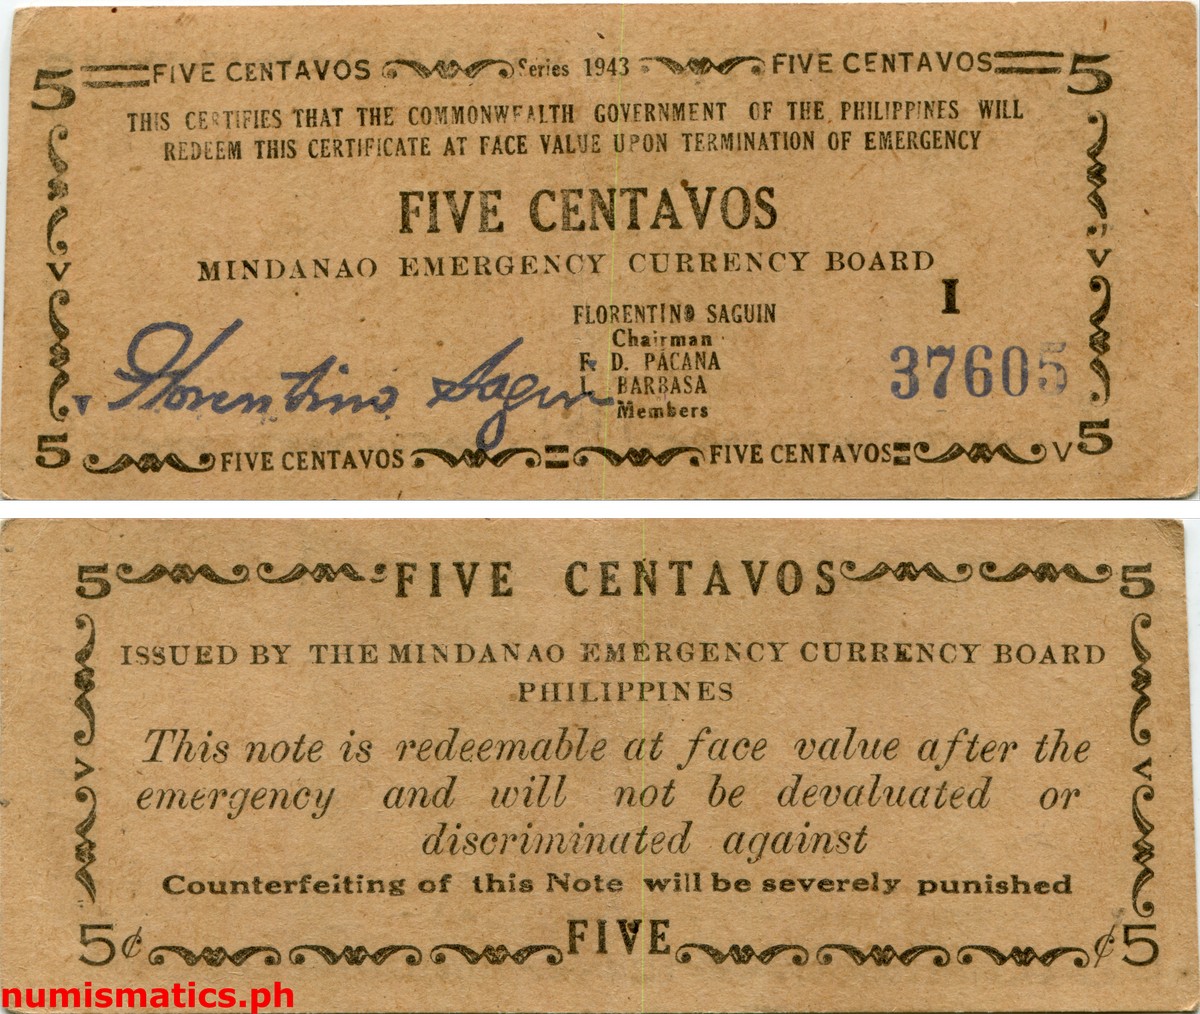 5 FIVE CENTAVOS Series 1943 FIVE CENTAVOS 5
THIS CERTIFIES THAT THE COMMONWEALTH GOVERNMENT OF THE PHILIPPINES WILL
REDEEM THIS CERTIFICATE AT FACE VALUE UPON TERMINATION OF EMERGENCY
FIVE CENTAVOS
MINDANAO EMERGENCY CURRENCY BOARD
V V
I
FLORENTINO SAGUIN
Chairman
F. D. PACANA
I. BARBASA
Members
37605
Florentino Saguin
V
5 FIVE CENTAVOS FIVE CENTAVOS V 5
5 FIVE CENTAVOS 5
ISSUED BY THE MINDANAO EMERGENCY CURRENCY BOARD
PHILIPPINES
This note is redeemable at face value after the
emergency and will not be devaluated or
discriminated against
V V
Counterfeiting of this Note will be severely punished
5¢ FIVE ¢5
numismatics.ph